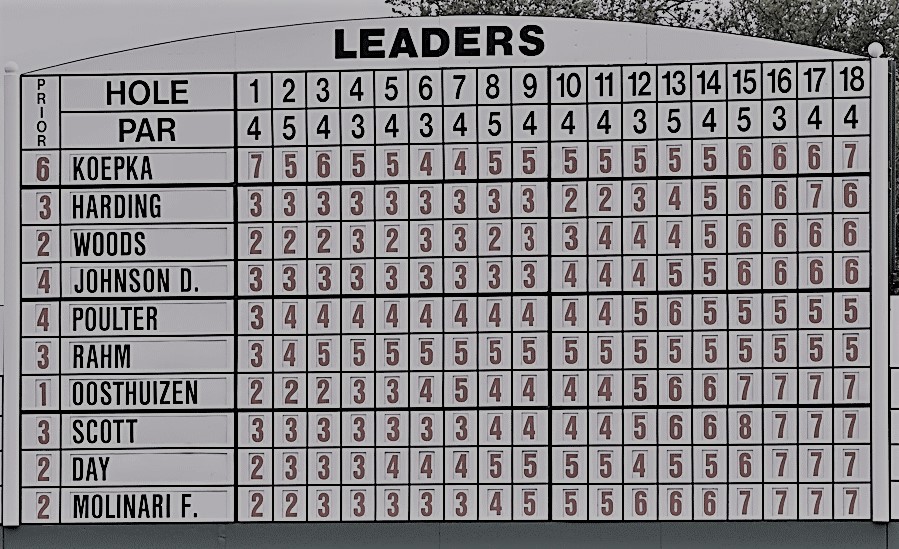 LEADERS
PRIOR HOLE 1 2 3 4 5 6 7 8 9 10 11 12 13 14 15 16 17 18
PAR 4 5 4 3 4 3 4 5 4 4 4 3 5 4 5 3 4 4
6 KOEPKA 7 5 6 5 5 4 4 5 5 5 5 5 5 5 6 6 6 7
3 HARDING 3 3 3 3 3 3 3 3 3 2 2 3 4 5 6 6 7 6
2 WOODS 2 2 2 3 2 3 3 2 3 3 4 4 4 5 6 6 6 6
4 JOHNSON D. 3 3 3 3 3 3 3 3 3 4 4 4 5 5 6 6 6 6
4 POULTER 3 4 4 4 4 4 4 4 4 4 4 5 6 5 5 5 5 5
3 RAHM 3 4 5 5 5 5 5 5 5 5 5 5 5 5 5 5 5 5
1 OOSTHUIZEN 2 2 2 3 3 4 5 4 4 4 4 5 6 6 7 7 7 7
3 SCOTT 3 3 3 3 3 3 3 4 4 4 4 5 6 6 8 7 7 7
2 DAY 2 3 3 3 4 4 4 5 5 5 5 4 5 5 6 7 7 7
2 MOLINARI F. 2 2 3 3 3 3 3 4 5 5 5 6 6 6 7 7 7 7